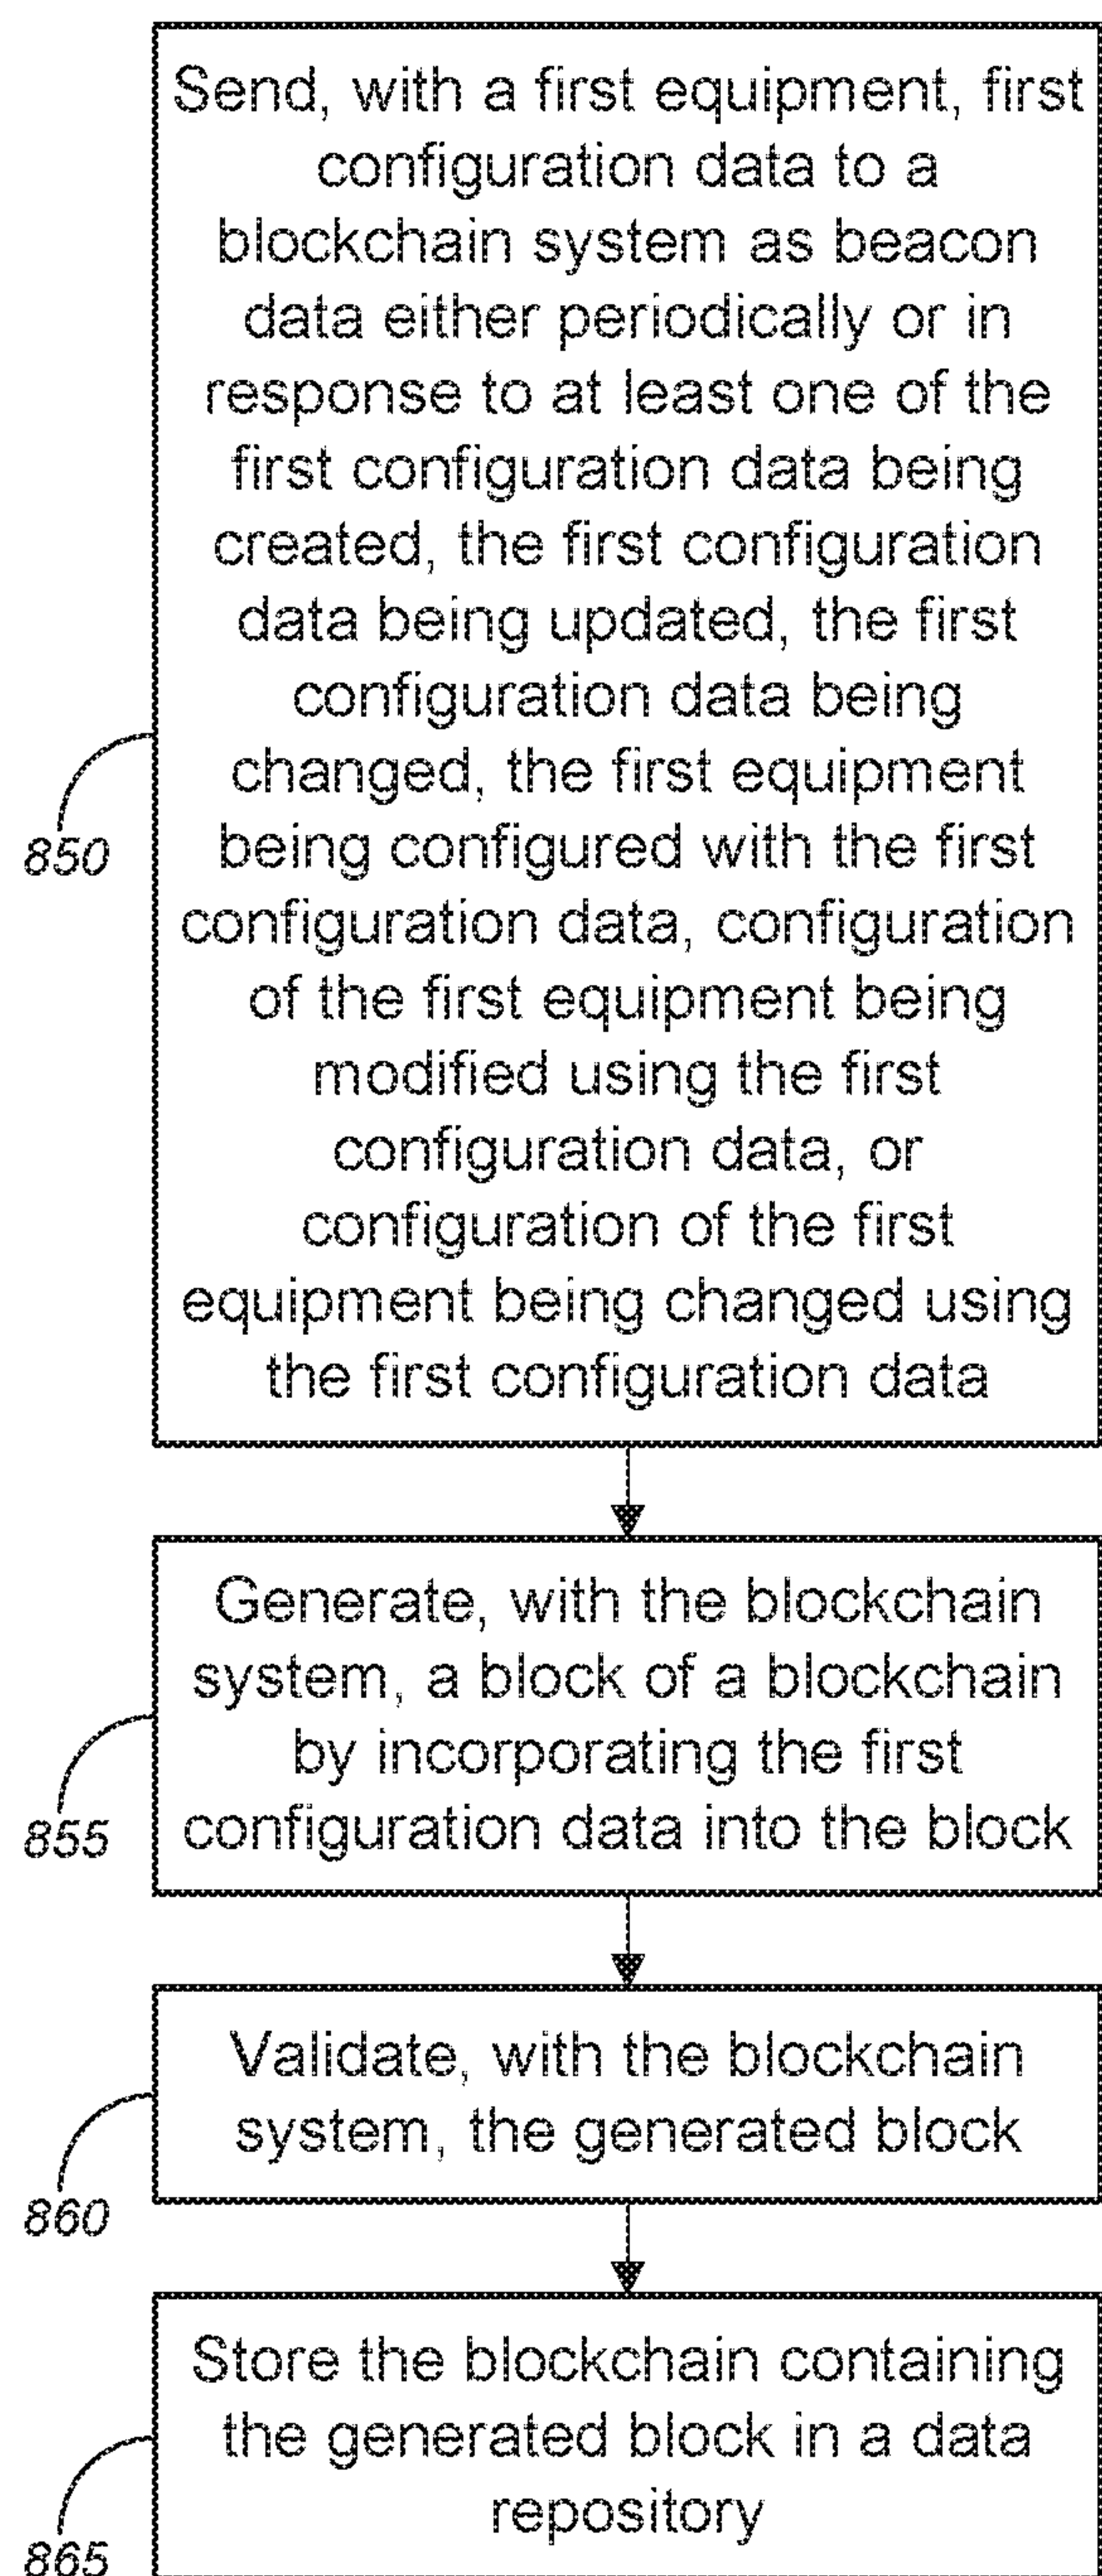 Send, with a first equipment, first
configuration data to a
blockchain system as beacon
data either periodically or in
response to at least one of the
first configuration data being
created, the first configuration
data being updated, the first
configuration data being
changed, the first equipment
being configured with the first
configuration data, configuration
of the first equipment being
modified using the first
configuration data, or
configuration of the first
equipment being changed using
the first configuration data
850
Generate, with the blockchain
system, a block of a blockchain
by incorporating the first
configuration data into the block
855
Validate, with the blockchain
system, the generated block
860
Store the blockchain containing
the generated block in a data
repository
865